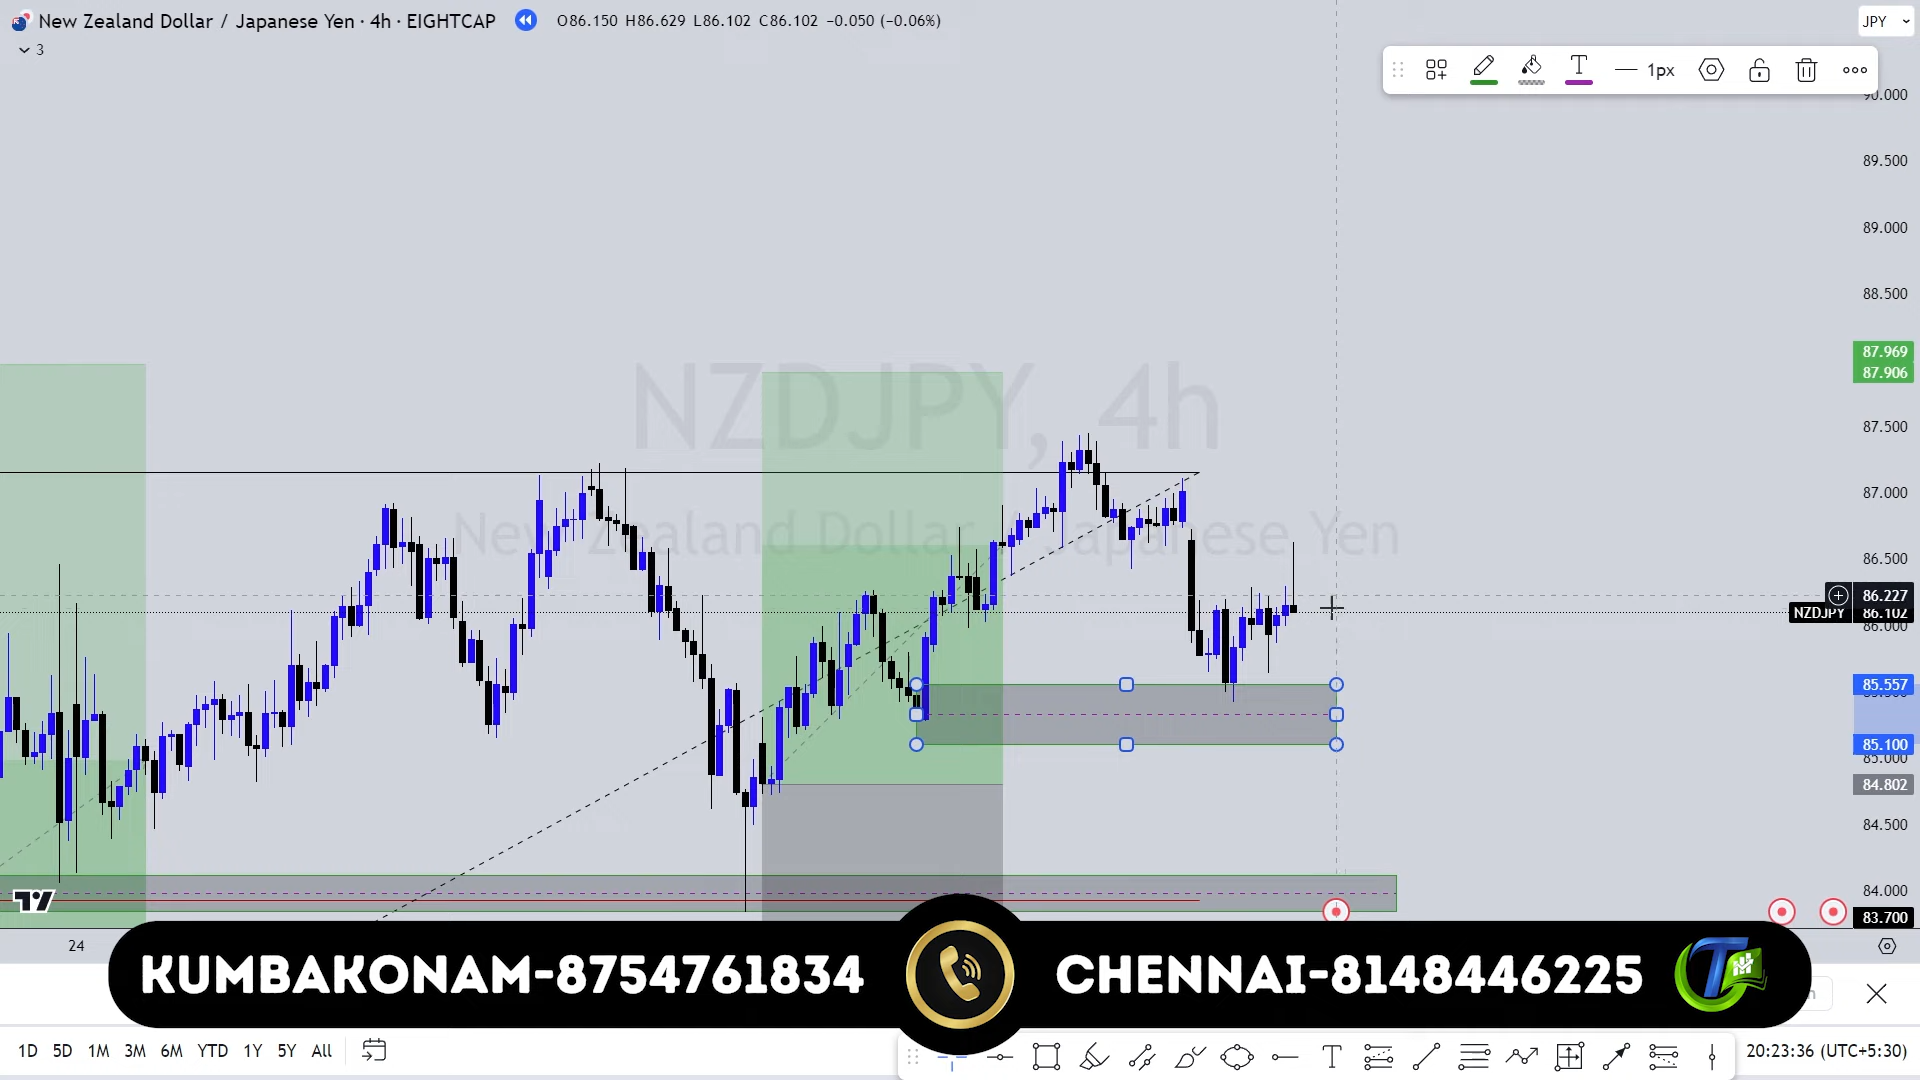 New Zealand Dollar / Japanese Yen · 4h · EIGHTCAP O86.150 H86.629 L86.102 C86.102 −0.050 (−0.06%)
3
JPY
1px
90.000
89.500
89.000
88.500
87.969
87.906
87.500
87.000
86.500
86.227
NZDJPY 86.102
86.000
85.557
85.100
85.000
84.802
84.500
84.000
83.700
NZDJPY, 4h
New Zealand Dollar / Japanese Yen
24
KUMBAKONAM-8754761834
CHENNAI-8148446225
1D 5D 1M 3M 6M YTD 1Y 5Y All
20:23:36 (UTC+5:30)